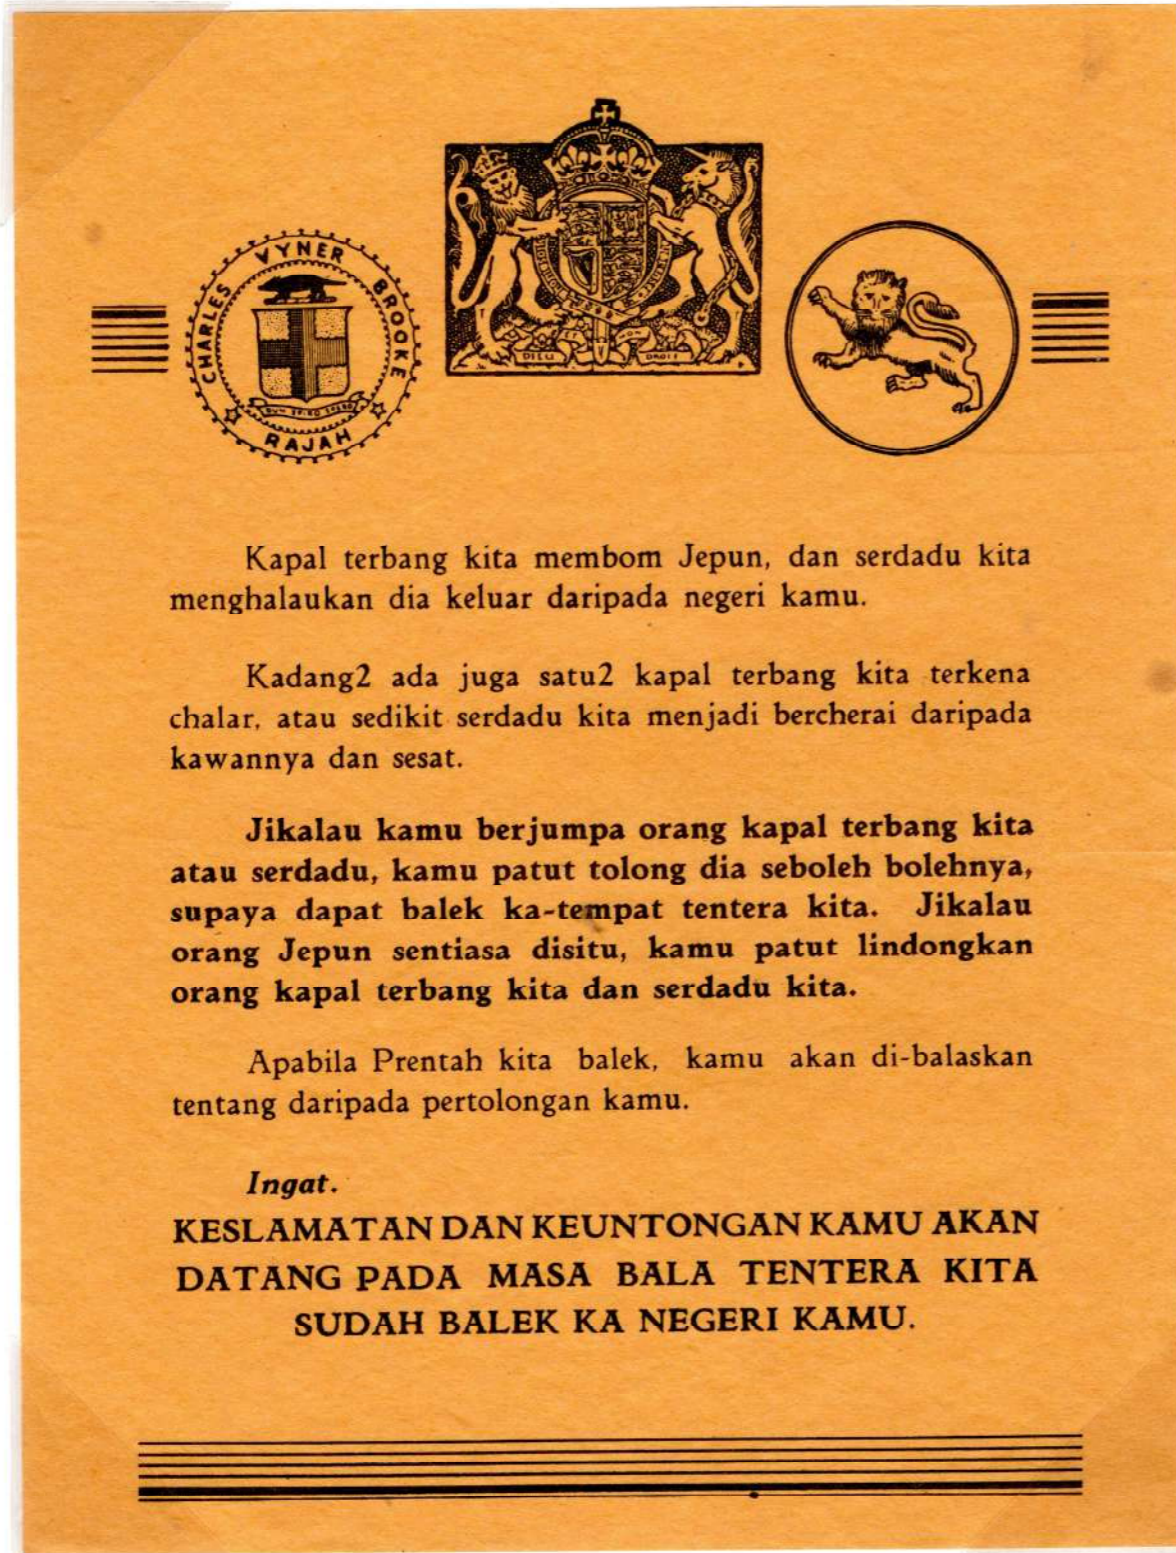 CHARLES VYNER BROOKE
RAJAH
DUM SPIRO SPERO
DIEU ET MON DROIT
Kapal terbang kita membom Jepun, dan serdadu kita
menghalaukan dia keluar daripada negeri kamu.
Kadang2 ada juga satu2 kapal terbang kita terkena
chalar, atau sedikit serdadu kita menjadi bercherai daripada
kawannya dan sesat.
Jikalau kamu berjumpa orang kapal terbang kita
atau serdadu, kamu patut tolong dia seboleh bolehnya,
supaya dapat balek ka-tempat tentera kita. Jikalau
orang Jepun sentiasa disitu, kamu patut lindongkan
orang kapal terbang kita dan serdadu kita.
Apabila Prentah kita balek, kamu akan di-balaskan
tentang daripada pertolongan kamu.
Ingat.
KESLAMATAN DAN KEUNTONGAN KAMU AKAN
DATANG PADA MASA BALA TENTERA KITA
SUDAH BALEK KA NEGERI KAMU.